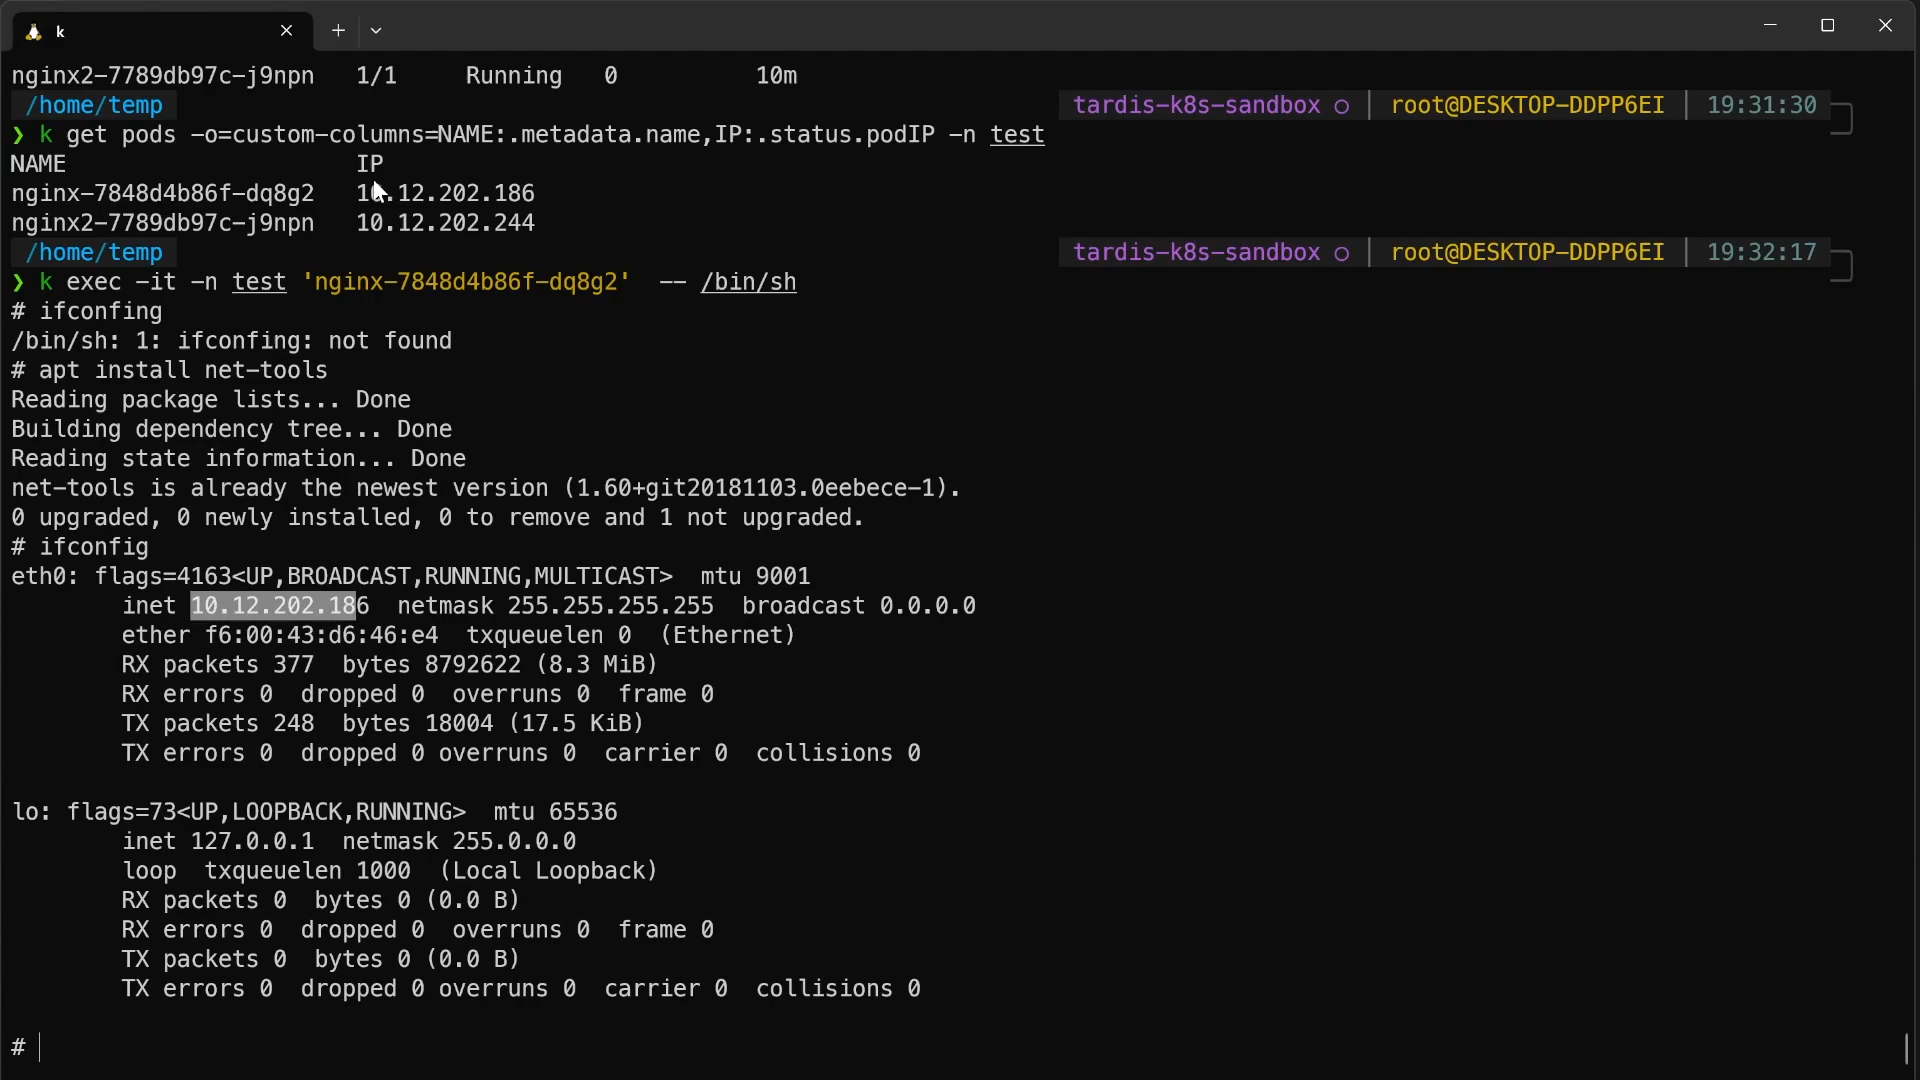 k
nginx2-7789db97c-j9npn   1/1     Running   0          10m
/home/temp tardis-k8s-sandbox ○ | root@DESKTOP-DDPP6EI | 19:31:30
❯ k get pods -o=custom-columns=NAME:.metadata.name,IP:.status.podIP -n test
NAME                     IP
nginx-7848d4b86f-dq8g2   10.12.202.186
nginx2-7789db97c-j9npn   10.12.202.244
/home/temp tardis-k8s-sandbox ○ | root@DESKTOP-DDPP6EI | 19:32:17
❯ k exec -it -n test 'nginx-7848d4b86f-dq8g2'  -- /bin/sh
# ifconfing
/bin/sh: 1: ifconfing: not found
# apt install net-tools
Reading package lists... Done
Building dependency tree... Done
Reading state information... Done
net-tools is already the newest version (1.60+git20181103.0eebece-1).
0 upgraded, 0 newly installed, 0 to remove and 1 not upgraded.
# ifconfig
eth0: flags=4163<UP,BROADCAST,RUNNING,MULTICAST>  mtu 9001
        inet 10.12.202.186  netmask 255.255.255.255  broadcast 0.0.0.0
        ether f6:00:43:d6:46:e4  txqueuelen 0  (Ethernet)
        RX packets 377  bytes 8792622 (8.3 MiB)
        RX errors 0  dropped 0  overruns 0  frame 0
        TX packets 248  bytes 18004 (17.5 KiB)
        TX errors 0  dropped 0 overruns 0  carrier 0  collisions 0
lo: flags=73<UP,LOOPBACK,RUNNING>  mtu 65536
        inet 127.0.0.1  netmask 255.0.0.0
        loop  txqueuelen 1000  (Local Loopback)
        RX packets 0  bytes 0 (0.0 B)
        RX errors 0  dropped 0  overruns 0  frame 0
        TX packets 0  bytes 0 (0.0 B)
        TX errors 0  dropped 0 overruns 0  carrier 0  collisions 0
#